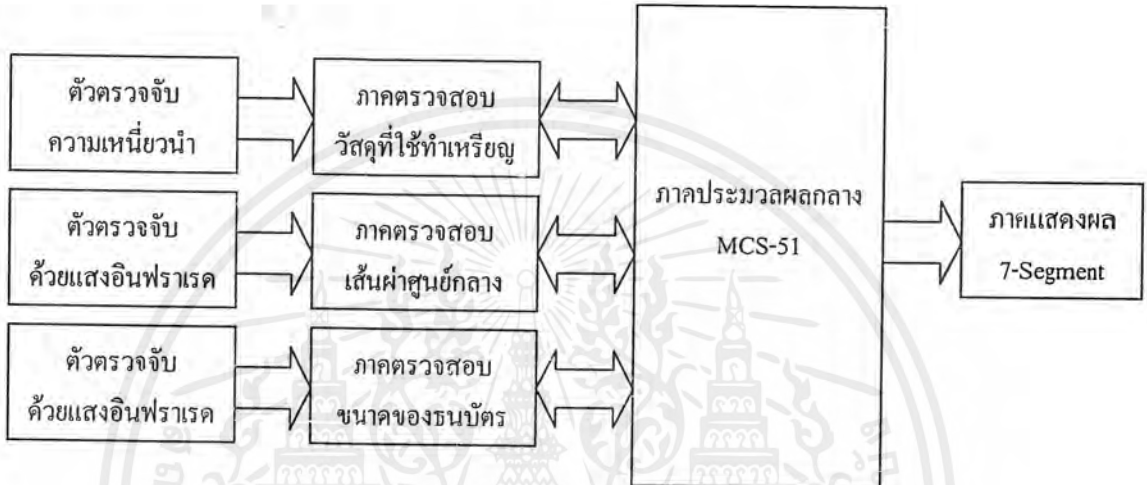 ตัวตรวจจับ
ความเหนี่ยวนำ
ภาคตรวจสอบ
วัสดุที่ใช้ทำเหรียญ
ตัวตรวจจับ
ด้วยแสงอินฟราเรด
ภาคตรวจสอบ
เส้นผ่าศูนย์กลาง
ตัวตรวจจับ
ด้วยแสงอินฟราเรด
ภาคตรวจสอบ
ขนาดของธนบัตร
ภาคประมวลผลกลาง
MCS-51
ภาคแสดงผล
7-Segment